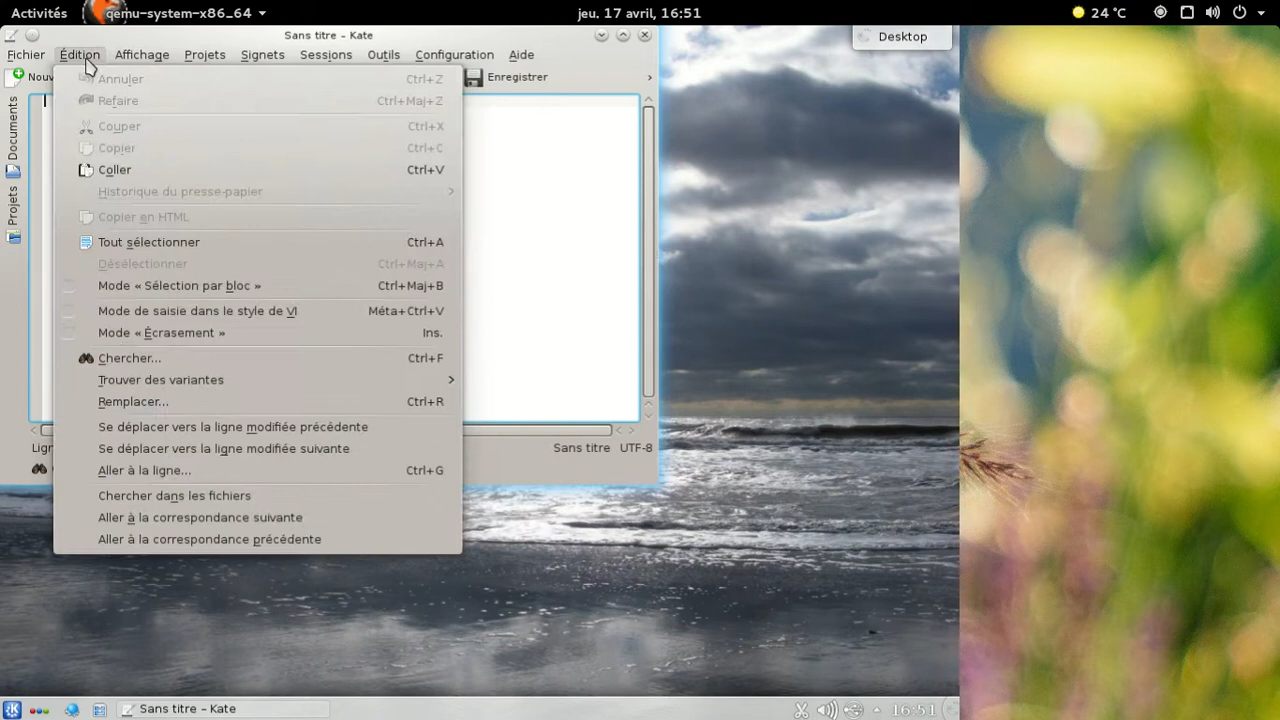 Activités qemu-system-x86_64 jeu. 17 avril, 16:51 24 °C
Sans titre – Kate
Desktop
Fichier Édition Affichage Projets Signets Sessions Outils Configuration Aide
Nouv Enregistrer
Documents
Projets
Annuler Ctrl+Z
Refaire Ctrl+Maj+Z
Couper Ctrl+X
Copier Ctrl+C
Coller Ctrl+V
Historique du presse-papier
Copier en HTML
Tout sélectionner Ctrl+A
Désélectionner Ctrl+Maj+A
Mode « Sélection par bloc » Ctrl+Maj+B
Mode de saisie dans le style de VI Méta+Ctrl+V
Mode « Écrasement » Ins.
Chercher... Ctrl+F
Trouver des variantes
Remplacer... Ctrl+R
Se déplacer vers la ligne modifiée précédente
Se déplacer vers la ligne modifiée suivante
Aller à la ligne... Ctrl+G
Chercher dans les fichiers
Aller à la correspondance suivante
Aller à la correspondance précédente
Lign Sans titre UTF-8
Sans titre – Kate 16:51